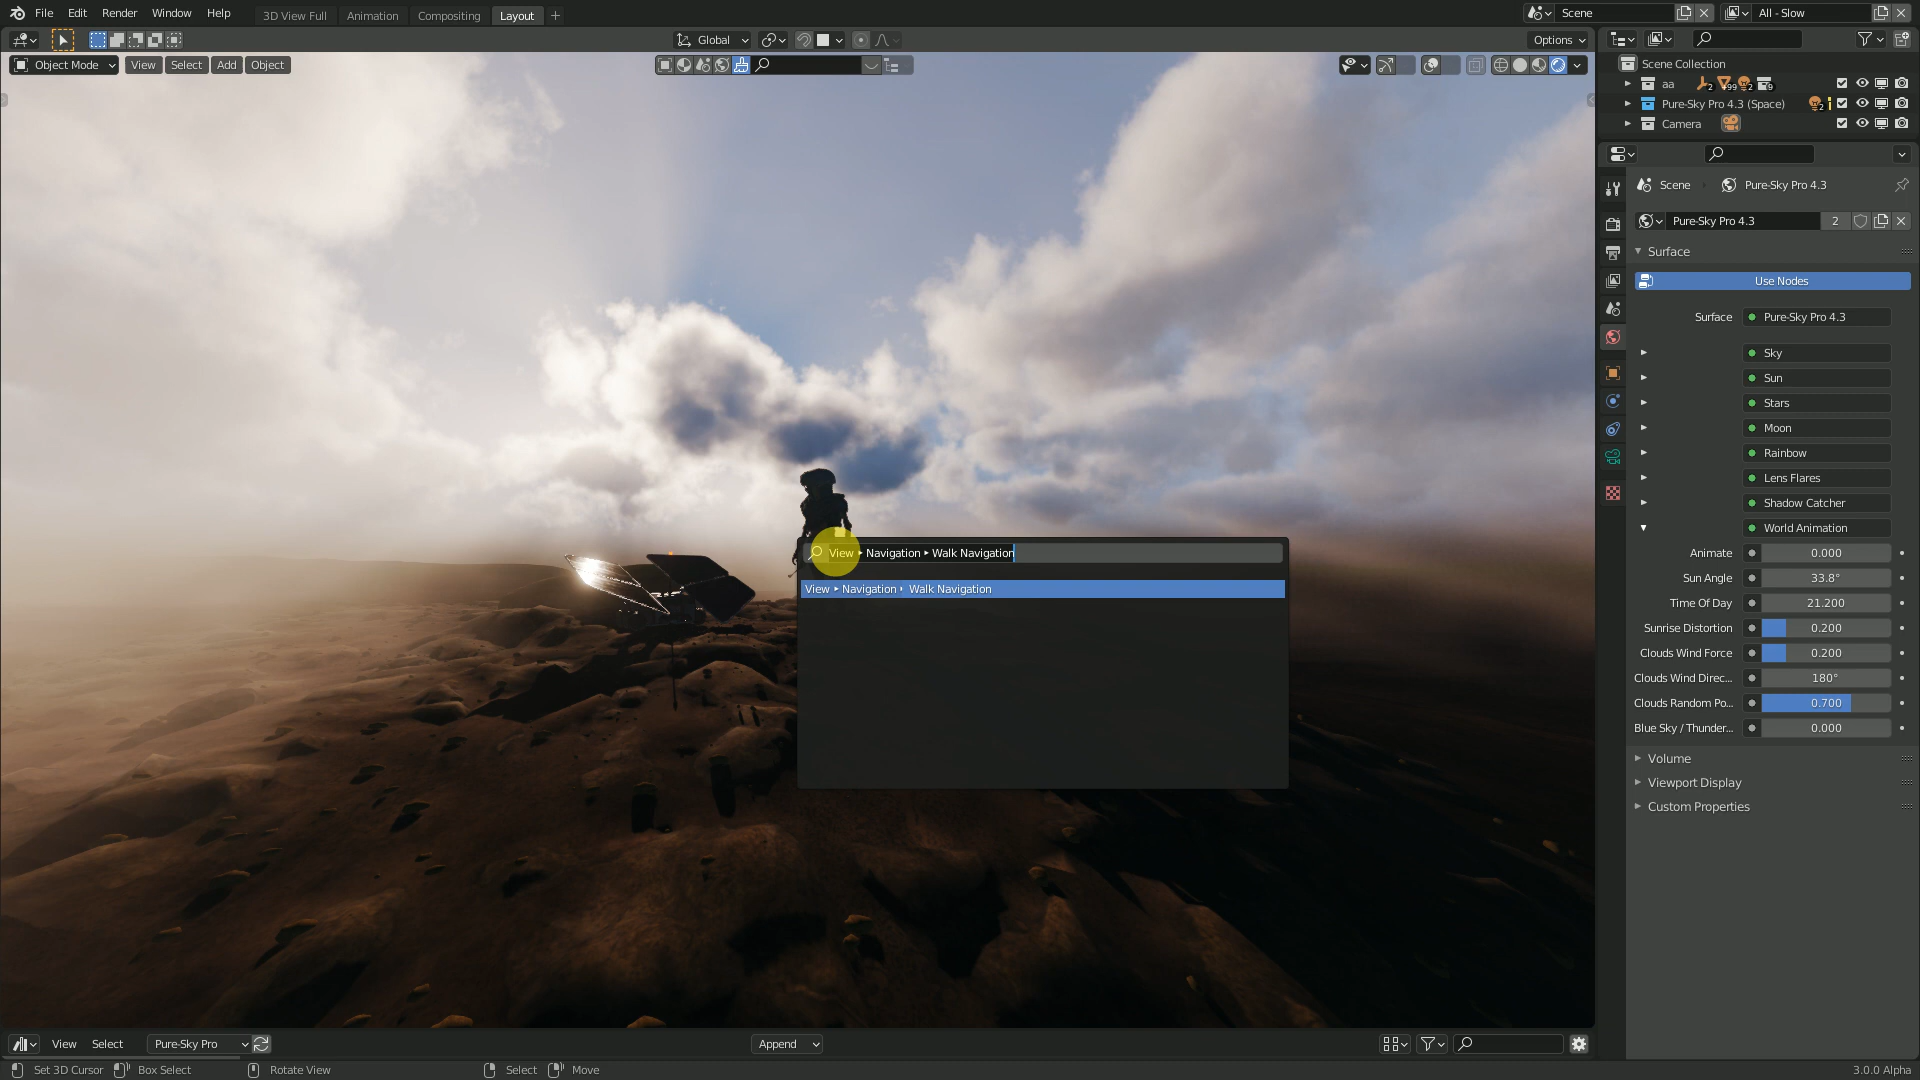 File Edit Render Window Help 3D View Full Animation Compositing Layout Scene All - Slow
Global Options
Object Mode View Select Add Object
Scene Collection
aa 2 +99 2 9
Pure-Sky Pro 4.3 (Space) 2
Camera
Scene Pure-Sky Pro 4.3
Pure-Sky Pro 4.3 2
Surface
Use Nodes
Surface Pure-Sky Pro 4.3
Sky
Sun
Stars
Moon
Rainbow
Lens Flares
Shadow Catcher
World Animation
View ▸ Navigation ▸ Walk Navigation
View ▸ Navigation ▸ Walk Navigation
Animate 0.000
Sun Angle 33.8°
Time Of Day 21.200
Sunrise Distortion 0.200
Clouds Wind Force 0.200
Clouds Wind Direc... 180°
Clouds Random Po... 0.700
Blue Sky / Thunder... 0.000
Volume
Viewport Display
Custom Properties
View Select Pure-Sky Pro Append
Set 3D Cursor Box Select Rotate View Select Move 3.0.0 Alpha